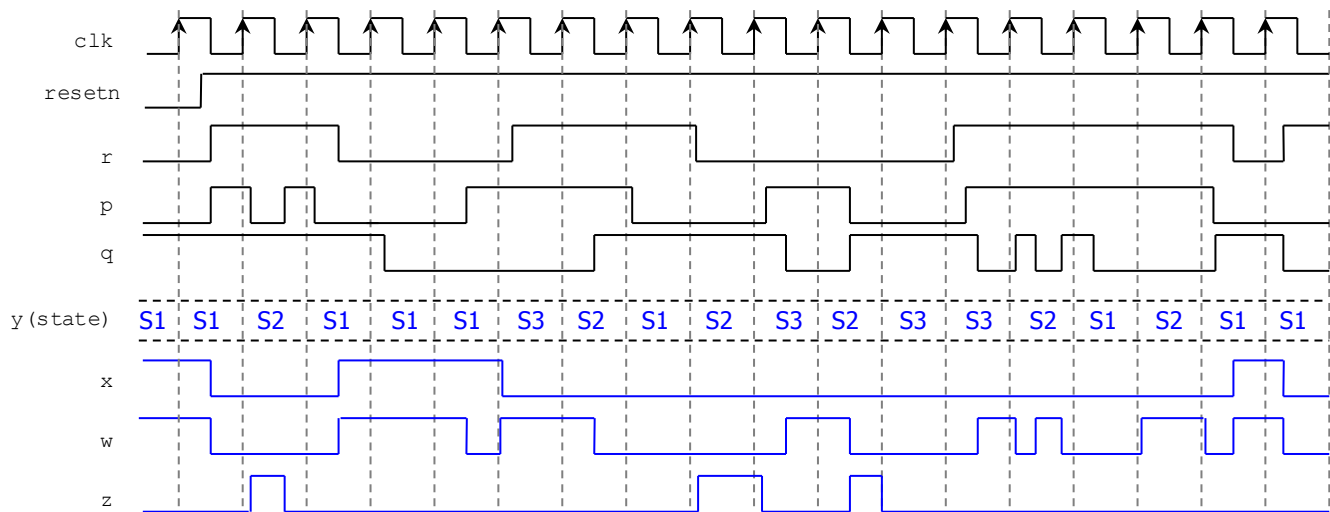 clk
resetn
r
p
q
y(state) S1 S1 S2 S1 S1 S1 S3 S2 S1 S2 S3 S2 S3 S3 S2 S1 S2 S1 S1
x
w
z